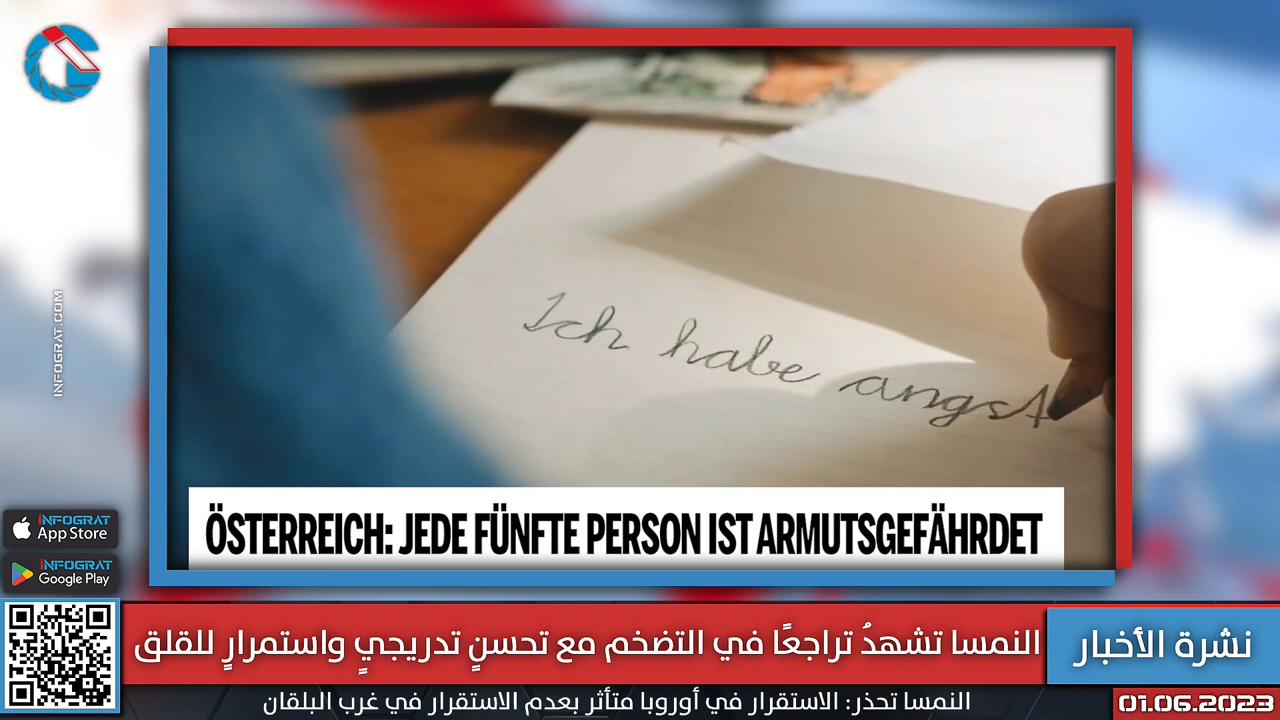 INFOGRAT.COM
Ich habe angst
ÖSTERREICH: JEDE FÜNFTE PERSON IST ARMUTSGEFÄHRDET
INFOGRAT
App Store
INFOGRAT
Google Play
نشرة الأخبار
النمسا تشهدُ تراجعًا في التضخم مع تحسنٍ تدريجيٍ واستمرارٍ للقلق
01.06.2023
النمسا تحذر: الاستقرار في أوروبا متأثر بعدم الاستقرار في غرب البلقان